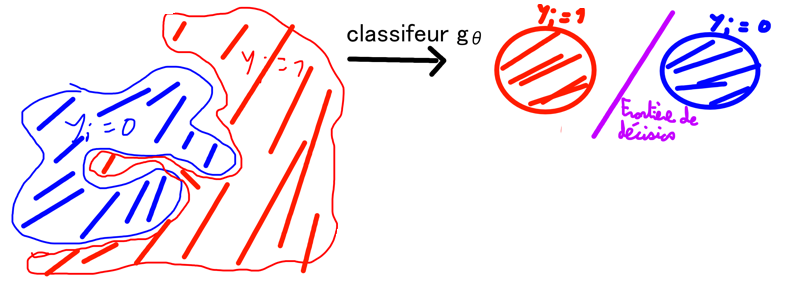 yᵢ=1
yᵢ=0
classifeur gθ
yᵢ=1
yᵢ=0
Frontière de
décision